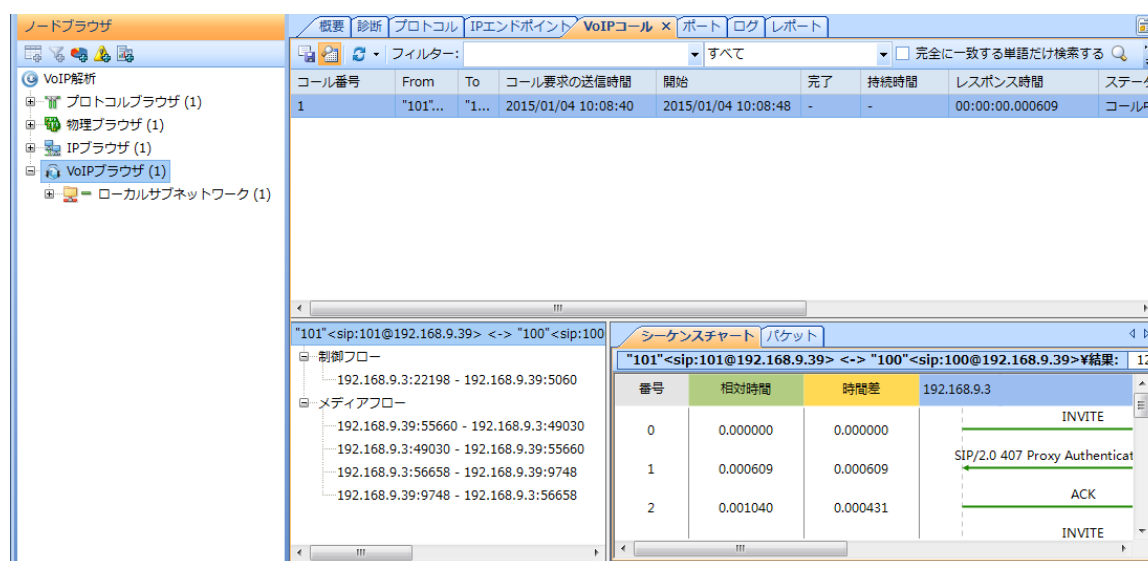 ノードブラウザ
概要 診断 プロトコル IPエンドポイント VoIPコール × ポート ログ レポート
フィルター: すべて 完全に一致する単語だけ検索する
VoIP解析
プロトコルブラウザ (1)
物理ブラウザ (1)
IPブラウザ (1)
VoIPブラウザ (1)
ローカルサブネットワーク (1)
コール番号 From To コール要求の送信時間 開始 完了 持続時間 レスポンス時間
1 "101"... "1... 2015/01/04 10:08:40 2015/01/04 10:08:48 - - 00:00:00.000609
"101"<sip:101@192.168.9.39> <-> "100"<sip:100
制御フロー
192.168.9.3:22198 - 192.168.9.39:5060
メディアフロー
192.168.9.39:55660 - 192.168.9.3:49030
192.168.9.3:49030 - 192.168.9.39:55660
192.168.9.3:56658 - 192.168.9.39:9748
192.168.9.39:9748 - 192.168.9.3:56658
シーケンスチャート パケット
"101"<sip:101@192.168.9.39> <-> "100"<sip:100@192.168.9.39>¥結果: 12
番号 相対時間 時間差 192.168.9.3
INVITE
0 0.000000 0.000000
SIP/2.0 407 Proxy Authenticat
1 0.000609 0.000609
ACK
2 0.001040 0.000431
INVITE